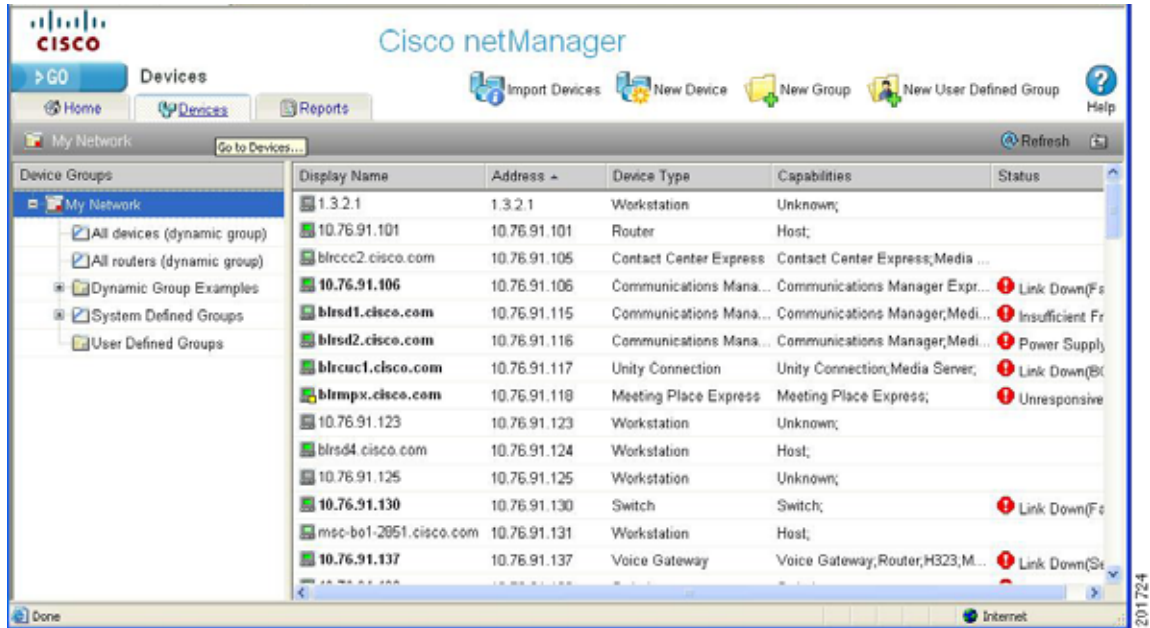 CISCO
Cisco netManager
GO
Devices
Import Devices
New Device
New Group
New User Defined Group
Help
Home
Devices
Reports
My Network
Go to Devices...
Refresh
Device Groups
Display Name Address Device Type Capabilities Status
My Network
All devices (dynamic group)
All routers (dynamic group)
Dynamic Group Examples
System Defined Groups
User Defined Groups
1.3.2.1 1.3.2.1 Workstation Unknown;
10.76.91.101 10.76.91.101 Router Host;
blrccc2.cisco.com 10.76.91.105 Contact Center Express Contact Center Express;Media ...
10.76.91.106 10.76.91.106 Communications Mana... Communications Manager Expr... Link Down(Fa
blrsd1.cisco.com 10.76.91.115 Communications Mana... Communications Manager;Medi... Insufficient Fr
blrsd2.cisco.com 10.76.91.116 Communications Mana... Communications Manager;Medi... Power Supply
blrcuc1.cisco.com 10.76.91.117 Unity Connection Unity Connection;Media Server; Link Down(
blrmpx.cisco.com 10.76.91.118 Meeting Place Express Meeting Place Express; Unresponsive
10.76.91.123 10.76.91.123 Workstation Unknown;
blrsd4.cisco.com 10.76.91.124 Workstation Host;
10.76.91.125 10.76.91.125 Workstation Unknown;
10.76.91.130 10.76.91.130 Switch Switch; Link Down(Fa
msc-bo1-2851.cisco.com 10.76.91.131 Workstation Host;
10.76.91.137 10.76.91.137 Voice Gateway Voice Gateway;Router;H323;M... Link Down(Se
Done
Internet
201724